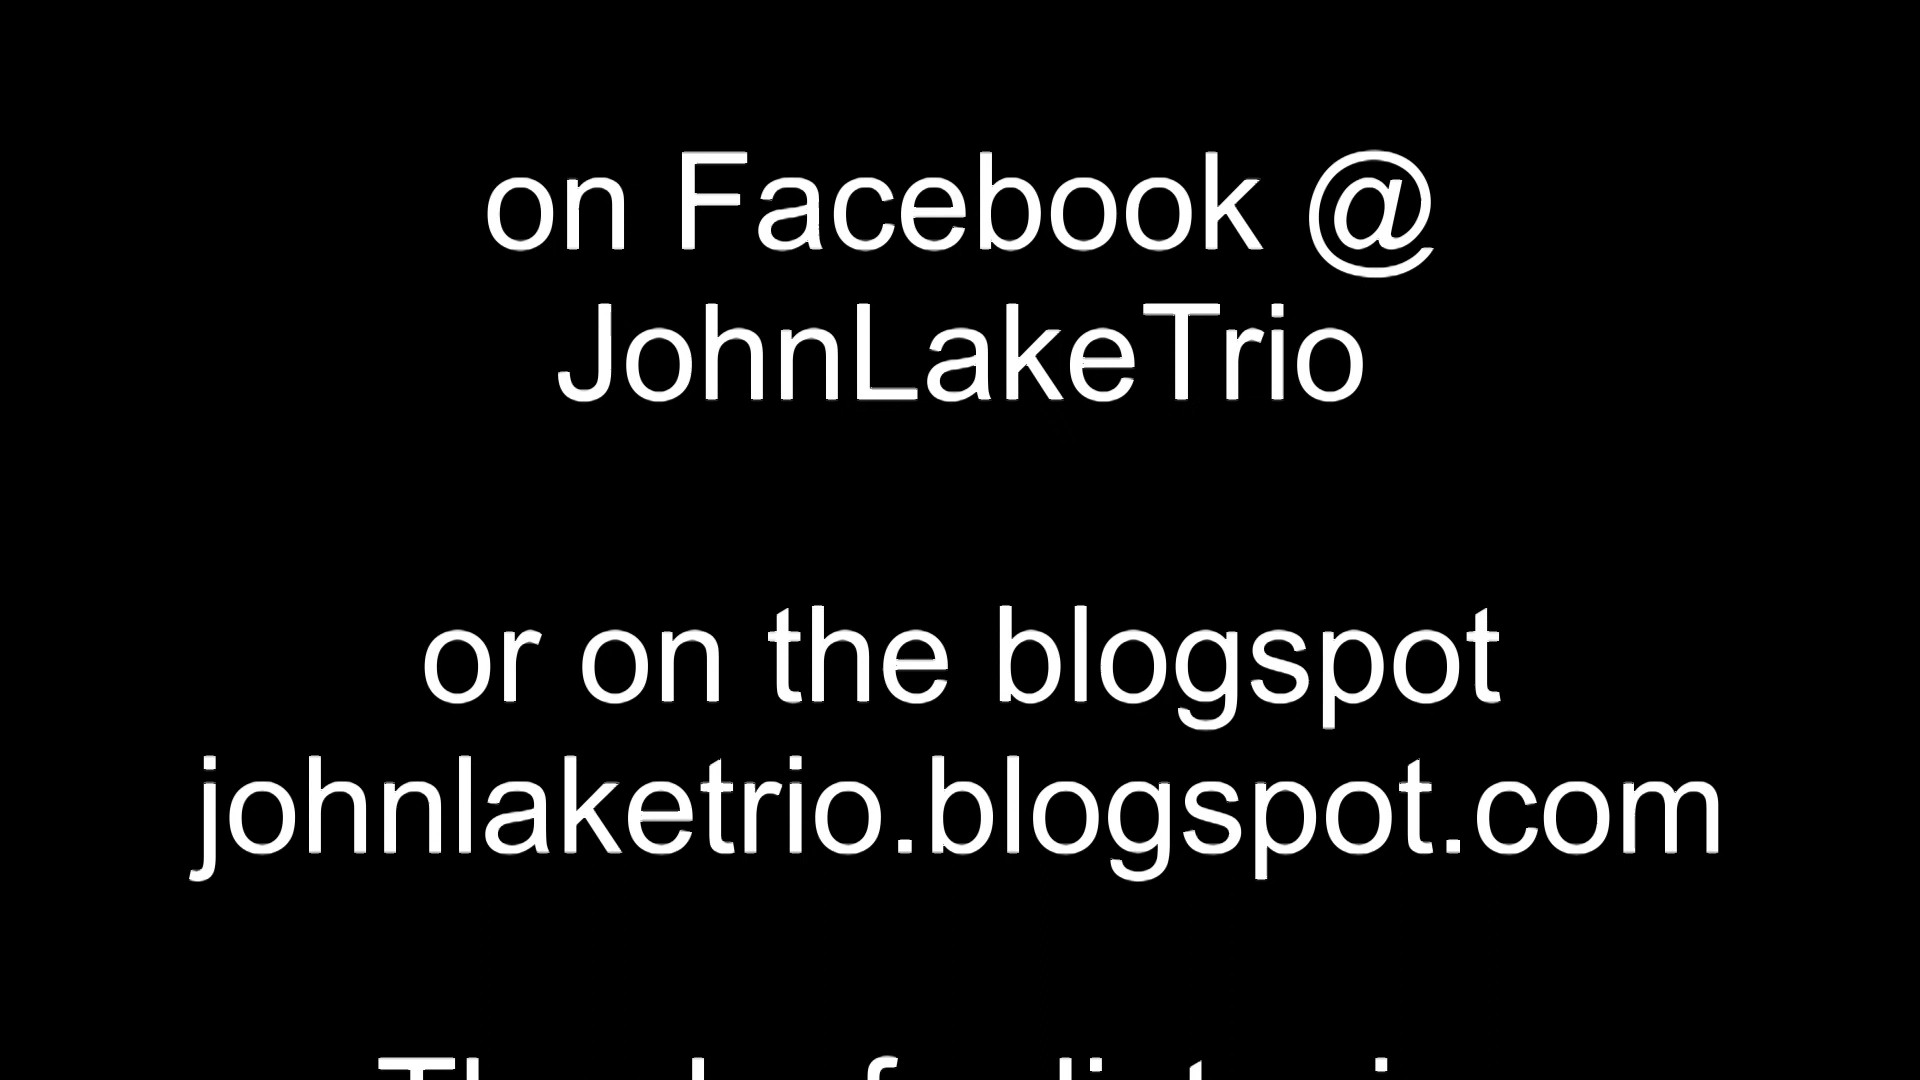 on Facebook @
JohnLakeTrio
or on the blogspot
johnlaketrio.blogspot.com